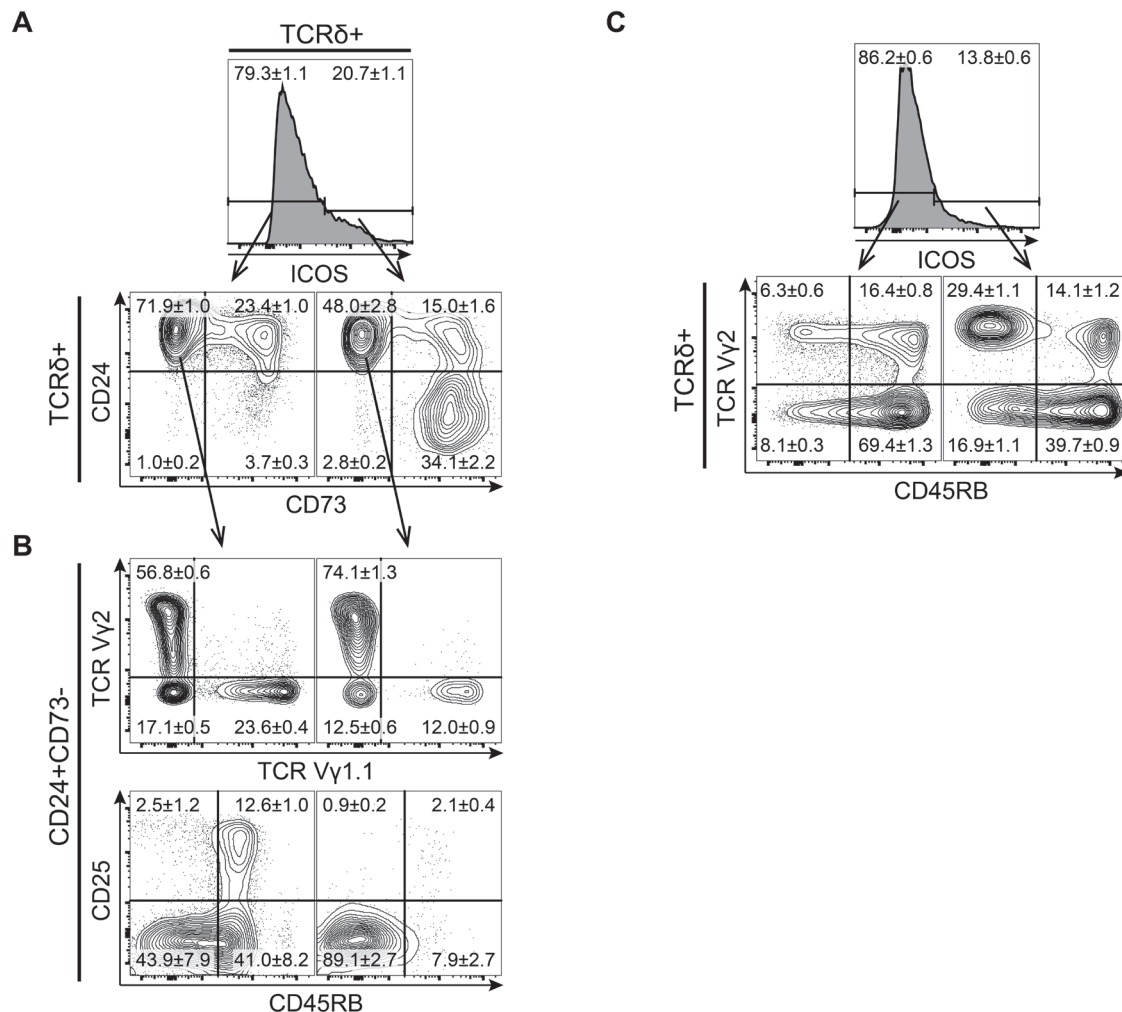 A
TCRδ+
79.3±1.1 20.7±1.1
ICOS
TCRδ+
CD24
71.9±1.0 23.4±1.0 48.0±2.8 15.0±1.6
1.0±0.2 3.7±0.3 2.8±0.2 34.1±2.2
CD73
B
CD24+CD73-
TCR Vγ2
56.8±0.6 74.1±1.3
17.1±0.5 23.6±0.4 12.5±0.6 12.0±0.9
TCR Vγ1.1
CD25
2.5±1.2 12.6±1.0 0.9±0.2 2.1±0.4
43.9±7.9 41.0±8.2 89.1±2.7 7.9±2.7
CD45RB
C
86.2±0.6 13.8±0.6
ICOS
TCRδ+
TCR Vγ2
6.3±0.6 16.4±0.8 29.4±1.1 14.1±1.2
8.1±0.3 69.4±1.3 16.9±1.1 39.7±0.9
CD45RB